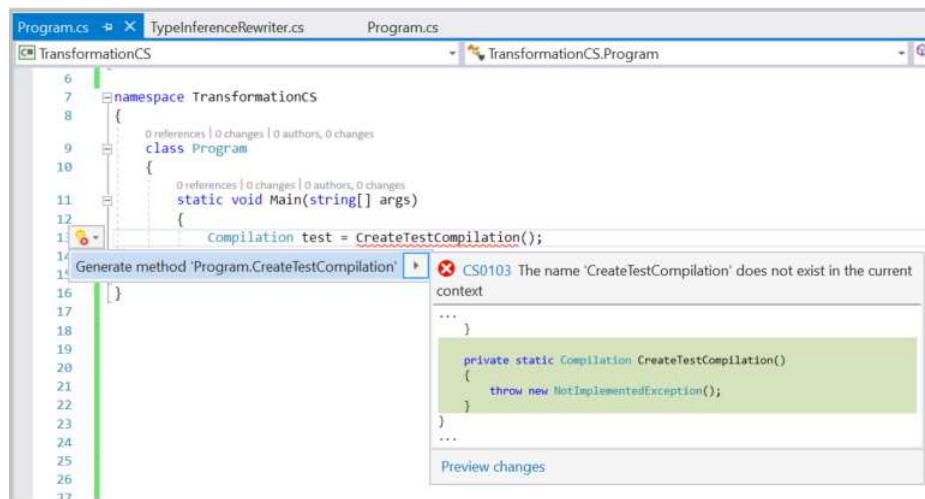 Program.cs TypeInferenceRewriter.cs Program.cs
TransformationCS TransformationCS.Program
6
7 namespace TransformationCS
8 {
0 references | 0 changes | 0 authors, 0 changes
9 class Program
10 {
0 references | 0 changes | 0 authors, 0 changes
11 static void Main(string[] args)
12 {
13 Compilation test = CreateTestCompilation();
14
Generate method 'Program.CreateTestCompilation'
CS0103 The name 'CreateTestCompilation' does not exist in the current
context
15
16 }
17 ...
18 }
19
20 private static Compilation CreateTestCompilation()
21 {
throw new NotImplementedException();
22 }
23 }
24 ...
25 Preview changes
26
27